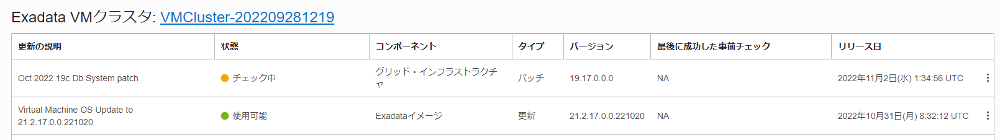 Exadata VMクラスタ: VMCluster-202209281219
更新の説明 状態 コンポーネント タイプ バージョン 最後に成功した事前チェック リリース日
Oct 2022 19c Db System patch チェック中 グリッド・インフラストラクチャ パッチ 19.17.0.0.0 NA 2022年11月2日(水) 1:34:56 UTC
Virtual Machine OS Update to
21.2.17.0.0.221020 使用可能 Exadataイメージ 更新 21.2.17.0.0.221020 NA 2022年10月31日(月) 8:32:12 UTC